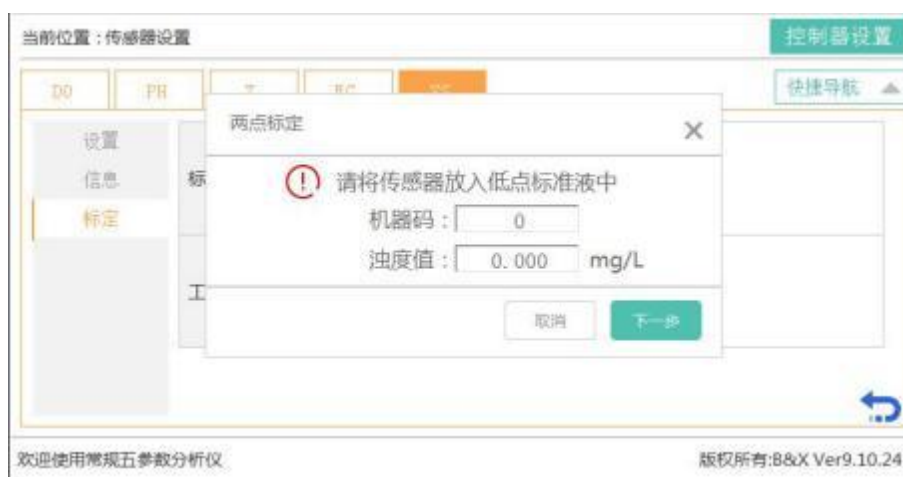 当前位置：传感器设置
控制器设置
DO
PH
快捷导航
两点标定
设置
信息
标定
标
工
请将传感器放入低点标准液中
机器码：0
浊度值：0.000 mg/L
取消
下一步
欢迎使用常规五参数分析仪
版权所有:B&X Ver9.10.24